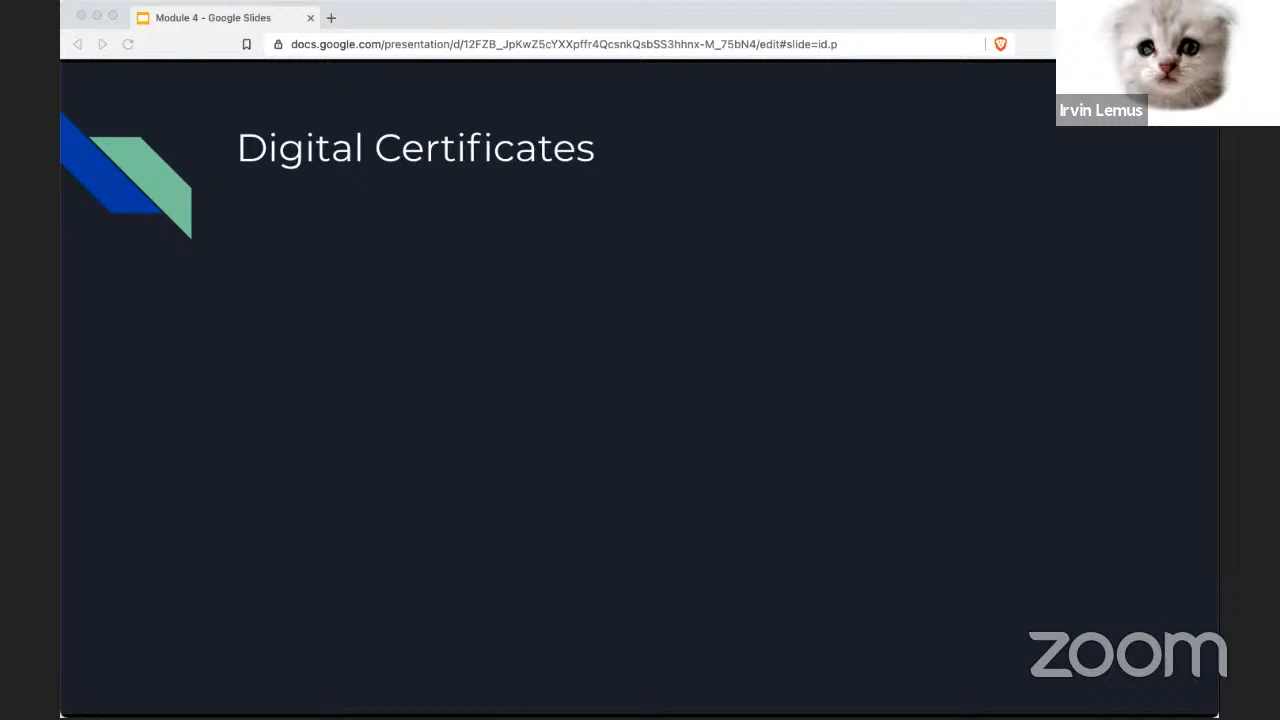 Module 4 - Google Slides
docs.google.com/presentation/d/12FZB_JpKwZ5cYXXpffr4QcsnkQsbSS3hhnx-M_75bN4/edit#slide=id.p
Irvin Lemus
Digital Certificates
zoom